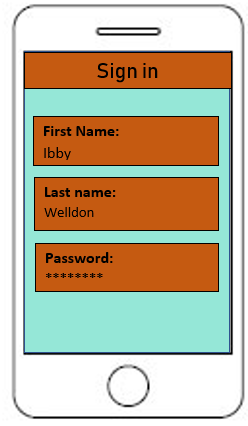 Sign in
First Name:
Ibby
Last name:
Welldon
Password:
********